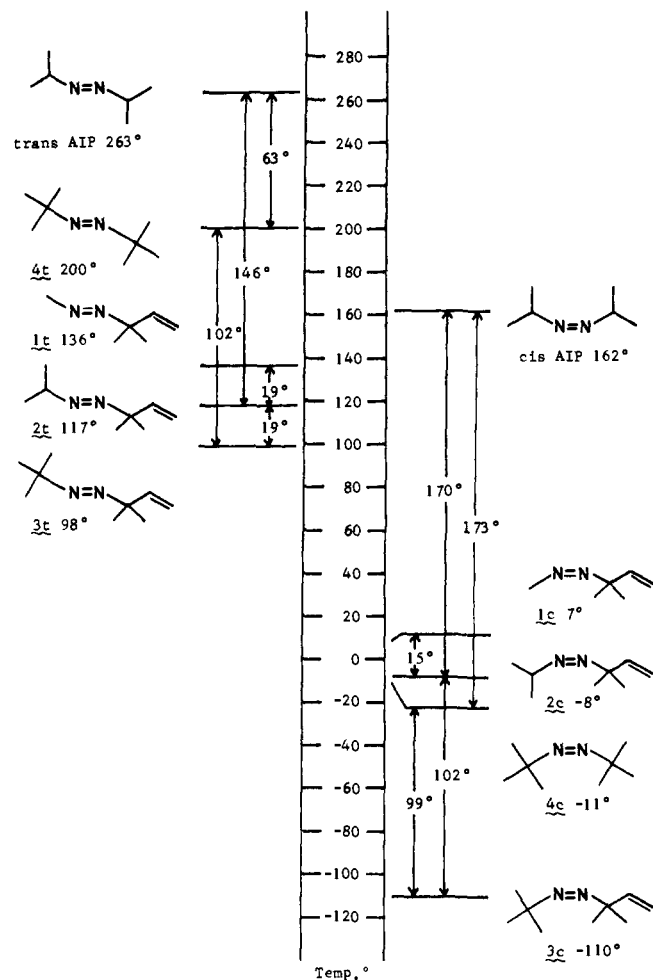 N=N
trans AIP 263°
N=N
4t 200°
N=N
1t 136°
N=N
2t 117°
N=N
3t 98°
63°
146°
102°
19°
19°
280
260
240
220
200
180
160
140
120
100
80
60
40
20
0
-20
-40
-60
-80
-100
-120
Temp,°
N=N
cis AIP 162°
170°
173°
15°
102°
99°
N=N
1c 7°
N=N
2c -8°
N=N
4c -11°
N=N
3c -110°